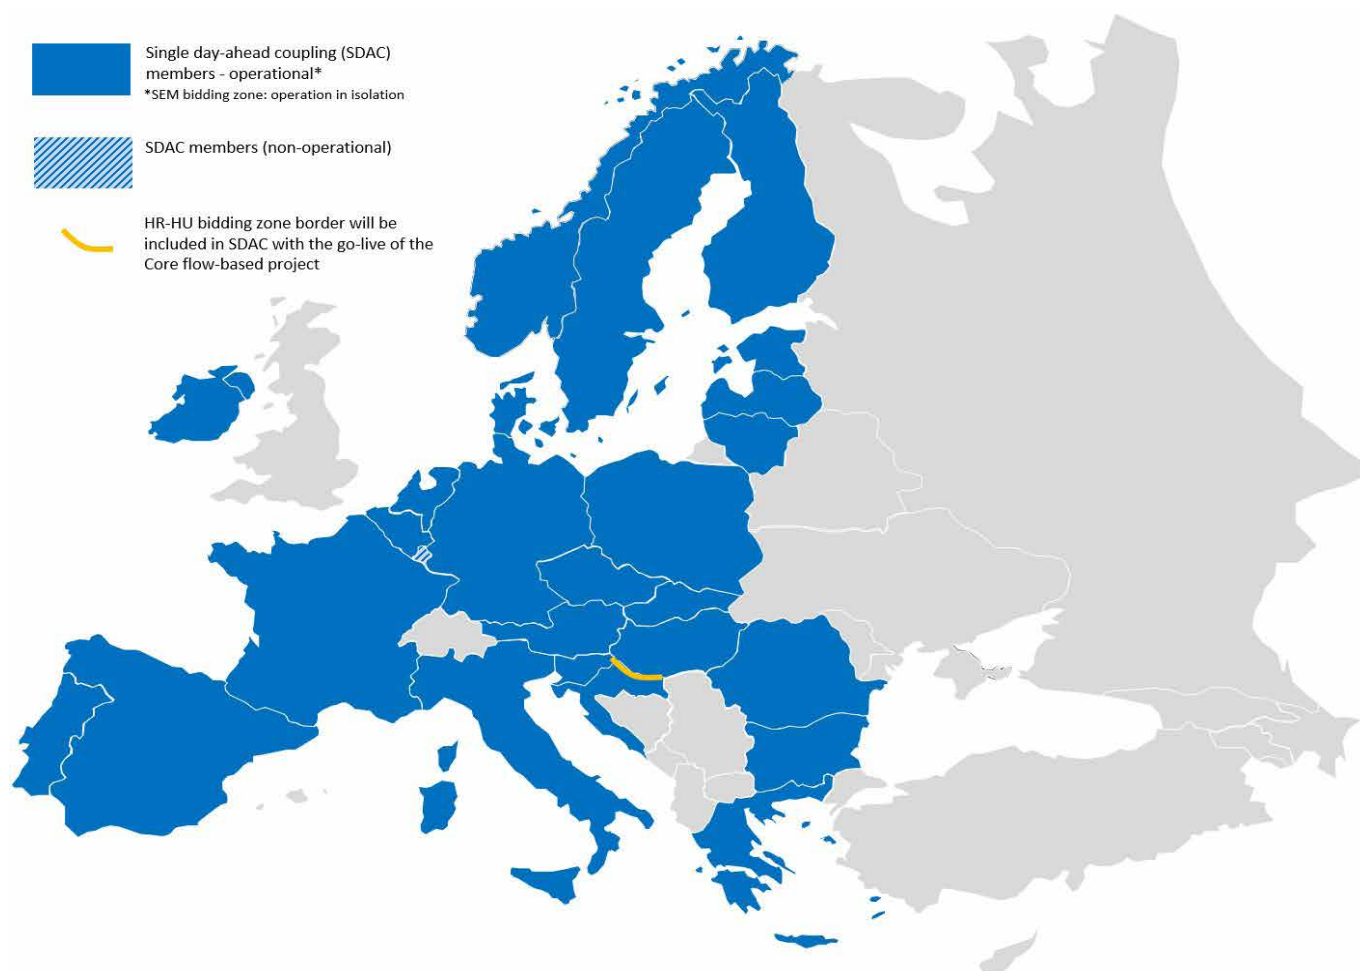 Single day-ahead coupling (SDAC)
members - operational*
*SEM bidding zone: operation in isolation
SDAC members (non-operational)
HR-HU bidding zone border will be
included in SDAC with the go-live of the
Core flow-based project